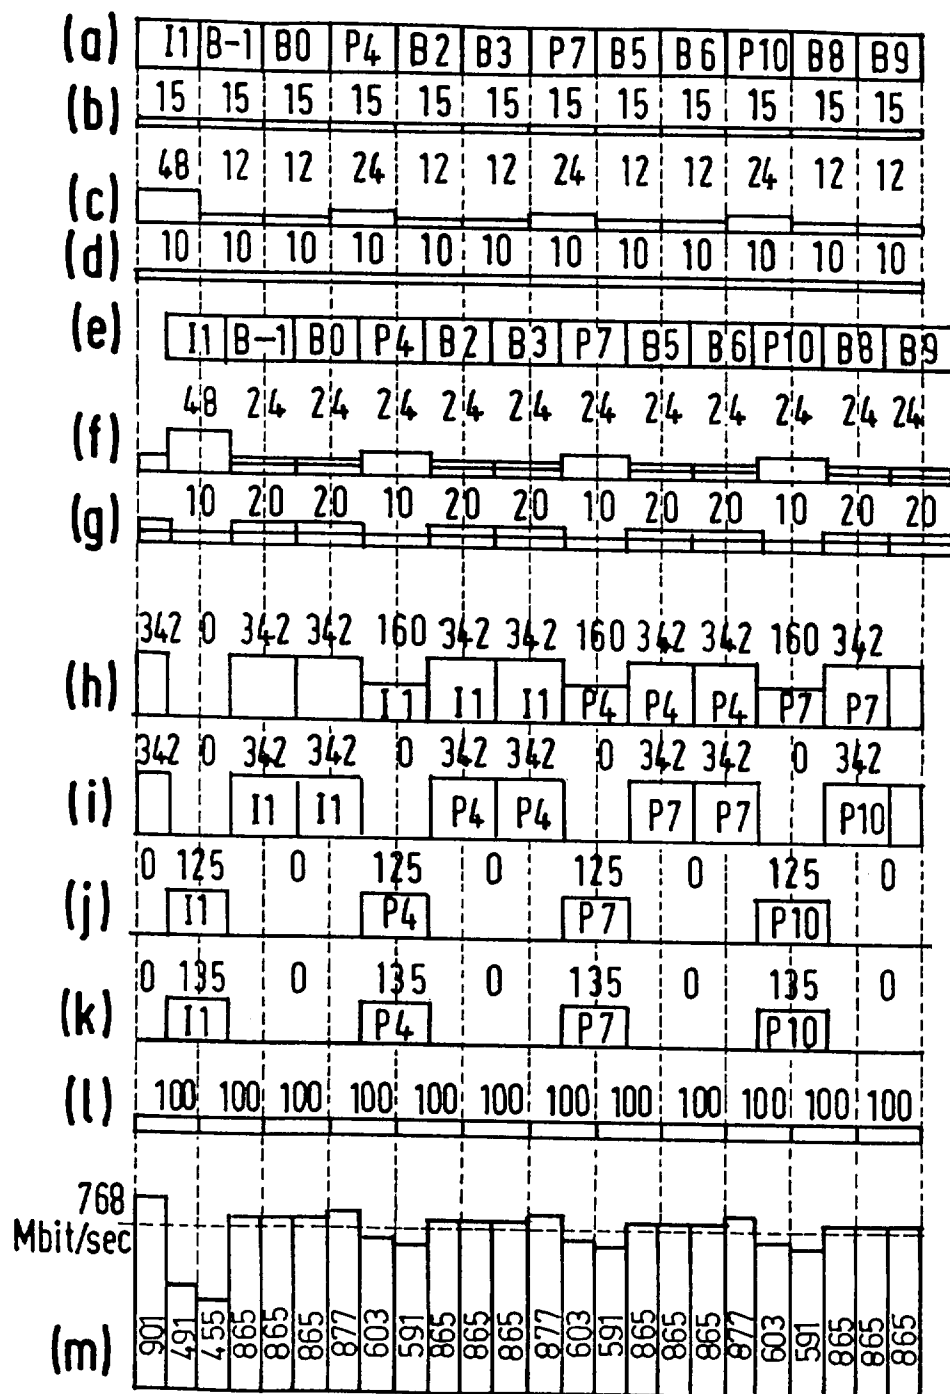 (a) I1 B-1 B0 P4 B2 B3 P7 B5 B6 P10 B8 B9
(b) 15 15 15 15 15 15 15 15 15 15 15 15
(c) 48 12 12 24 12 12 24 12 12 24 12 12
(d) 10 10 10 10 10 10 10 10 10 10 10 10
(e) I1 B-1 B0 P4 B2 B3 P7 B5 B6 P10 B8 B9
(f) 48 24 24 24 24 24 24 24 24 24 24 24
(g) 10 20 20 10 20 20 10 20 20 10 20 20
342 0 342 342 160 342 342 160 342 342 160 342
(h) I1 I1 I1 P4 P4 P4 P7 P7
342 0 342 342 0 342 342 0 342 342 0 342
(i) I1 I1 P4 P4 P7 P7 P10
0 125 0 125 0 125 0 125 0
(j) I1 P4 P7 P10
0 135 0 135 0 135 0 135 0
(k) I1 P4 P7 P10
(l) 100 100 100 100 100 100 100 100 100 100 100 100
768
Mbit/sec
(m) 901 491 455 865 865 865 877 603 591 865 865 865 877 603 591 865 865 865 877 603 591 865 865 865